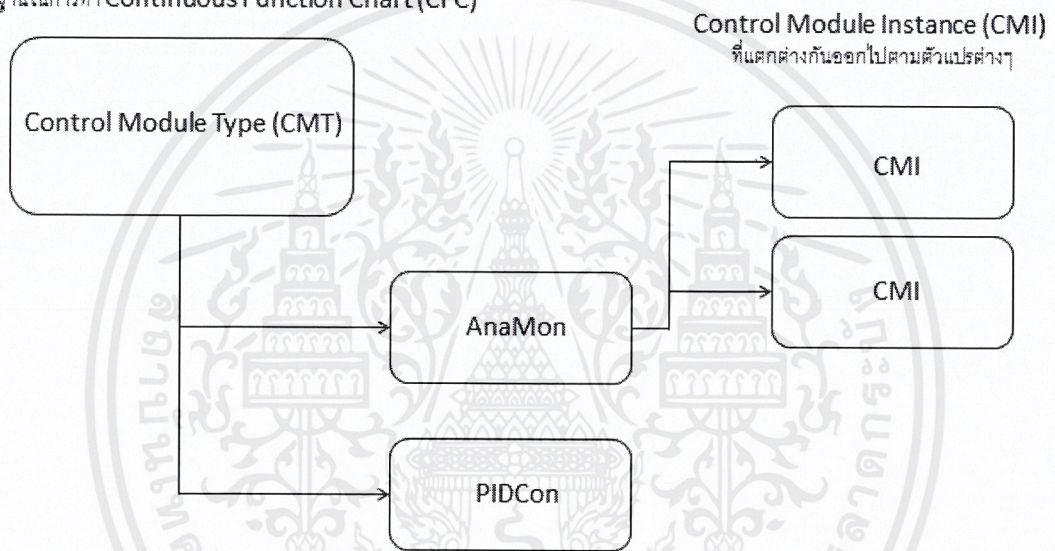 Continuous Function Chart (CFC)
Control Module Instance (CMI)
ที่แตกต่างกันออกไปตามตัวแปรต่างๆ
Control Module Type (CMT)
CMI
CMI
AnaMon
PIDCon